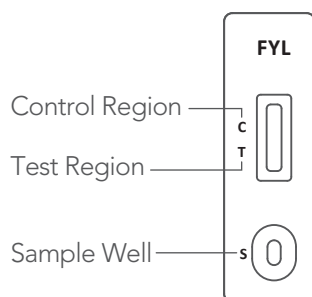 FYL
Control Region
C
T
Test Region
Sample Well
S